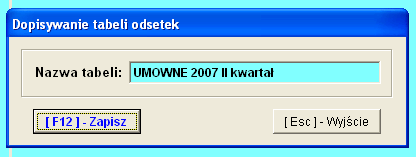 Dopisywanie tabeli odsetek
Nazwa tabeli: UMOWNE 2007 II kwartał
[ F12 ] - Zapisz [ Esc ] - Wyjście